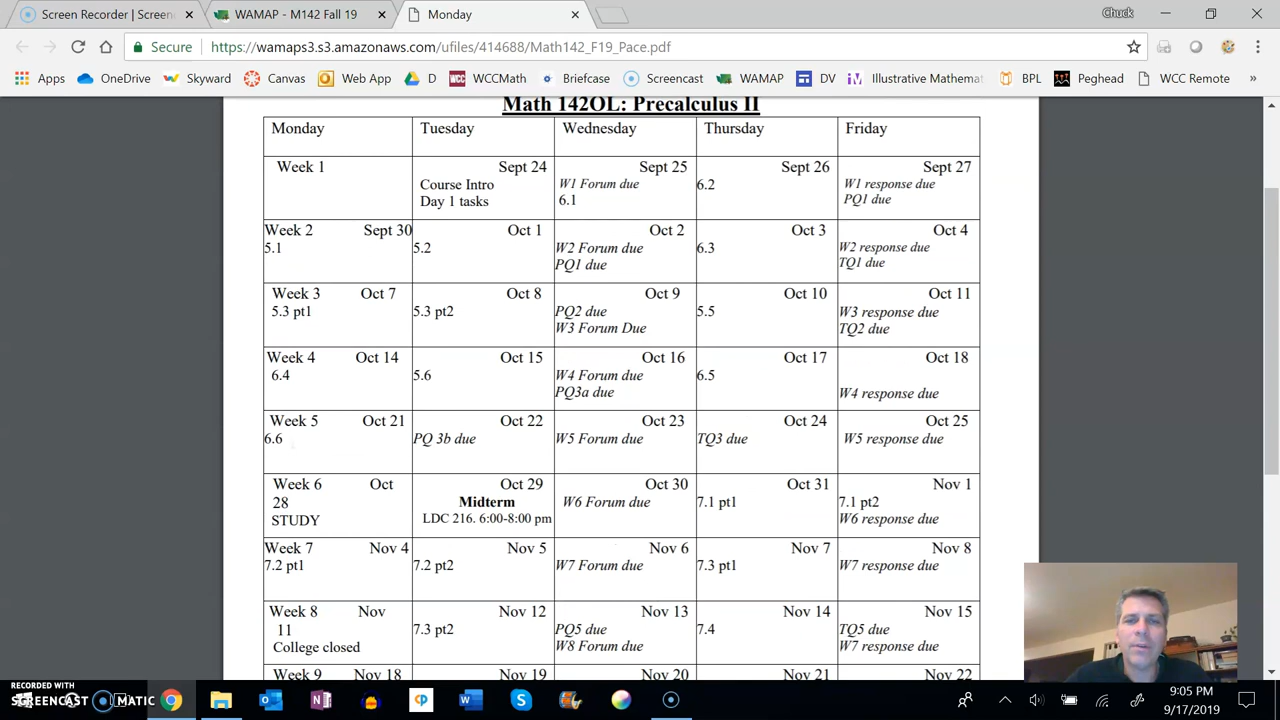 Screen Recorder | Screen
WAMAP - M142 Fall 19
Monday
Chuck
Secure
https://wamaps3.s3.amazonaws.com/ufiles/414688/Math142_F19_Pace.pdf
Apps
OneDrive
Skyward
Canvas
Web App
D
WCCMath
Briefcase
Screencast
WAMAP
DV
Illustrative Mathemat
BPL
Peghead
WCC Remote
»
Math 142OL: Precalculus II
Monday Tuesday Wednesday Thursday Friday
Week 1 Sept 24 Sept 25 Sept 26 Sept 27
Course Intro W1 Forum due 6.2 W1 response due
Day 1 tasks 6.1 PQ1 due
Week 2 Sept 30 Oct 1 Oct 2 Oct 3 Oct 4
5.1 5.2 W2 Forum due 6.3 W2 response due
PQ1 due TQ1 due
Week 3 Oct 7 Oct 8 Oct 9 Oct 10 Oct 11
5.3 pt1 5.3 pt2 PQ2 due 5.5 W3 response due
W3 Forum Due TQ2 due
Week 4 Oct 14 Oct 15 Oct 16 Oct 17 Oct 18
6.4 5.6 W4 Forum due 6.5
PQ3a due W4 response due
Week 5 Oct 21 Oct 22 Oct 23 Oct 24 Oct 25
6.6 PQ 3b due W5 Forum due TQ3 due W5 response due
Week 6 Oct Oct 29 Oct 30 Oct 31 Nov 1
28 Midterm W6 Forum due 7.1 pt1 7.1 pt2
STUDY LDC 216. 6:00-8:00 pm W6 response due
Week 7 Nov 4 Nov 5 Nov 6 Nov 7 Nov 8
7.2 pt1 7.2 pt2 W7 Forum due 7.3 pt1 W7 response due
Week 8 Nov Nov 12 Nov 13 Nov 14 Nov 15
11 7.3 pt2 PQ5 due 7.4 TQ5 due
College closed W8 Forum due W7 response due
Week 9 Nov 18 Nov 19 Nov 20 Nov 21 Nov 22
RECORDED WITH
SCREENCAST MATIC
9:05 PM
9/17/2019